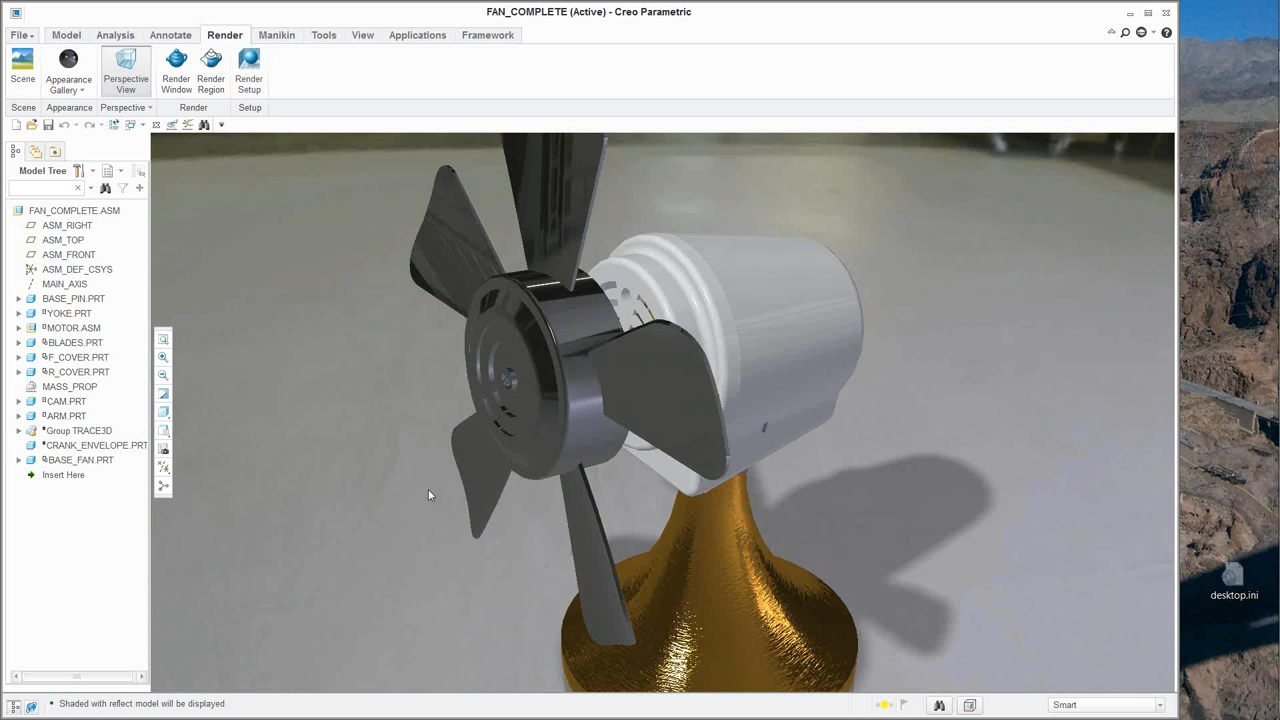 FAN_COMPLETE (Active) - Creo Parametric
File Model Analysis Annotate Render Manikin Tools View Applications Framework
Scene Appearance Gallery Perspective View Render Window Render Region Render Setup
Scene Appearance Perspective Render Setup
Model Tree
FAN_COMPLETE.ASM
ASM_RIGHT
ASM_TOP
ASM_FRONT
ASM_DEF_CSYS
MAIN_AXIS
BASE_PIN.PRT
YOKE.PRT
MOTOR.ASM
BLADES.PRT
F_COVER.PRT
R_COVER.PRT
MASS_PROP
CAM.PRT
ARM.PRT
Group TRACE3D
CRANK_ENVELOPE.PRT
BASE_FAN.PRT
Insert Here
desktop.ini
Shaded with reflect model will be displayed
Smart